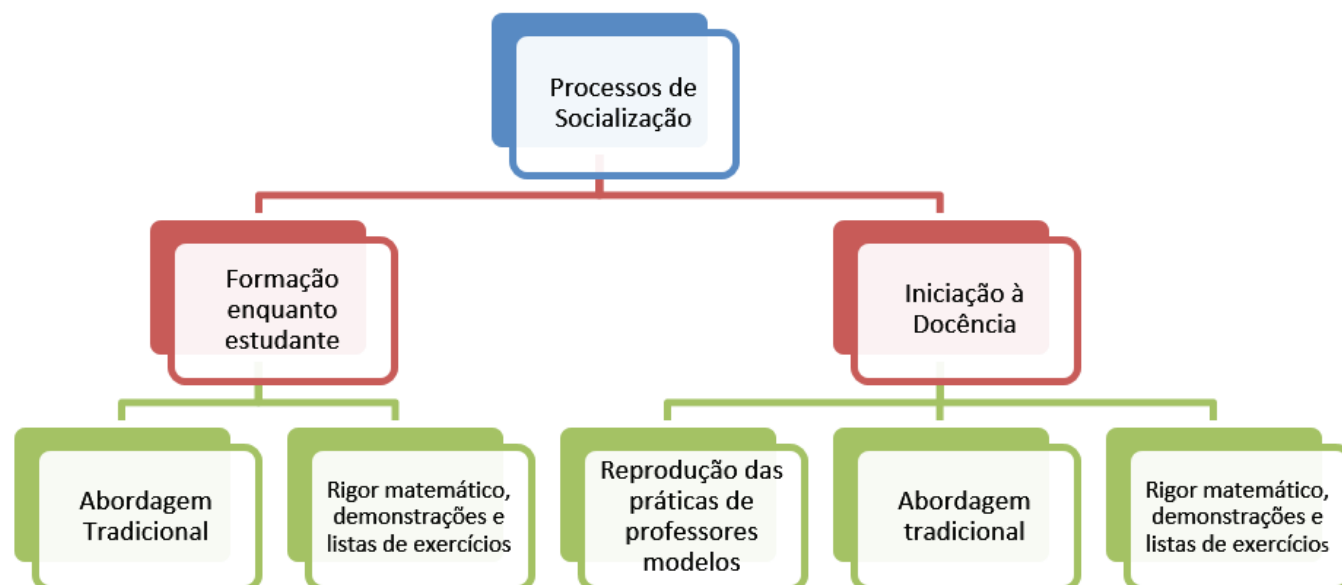 Processos de
Socialização
Formação
enquanto
estudante
Iniciação à
Docência
Abordagem
Tradicional
Rigor matemático,
demonstrações e
listas de exercícios
Reprodução das
práticas de
professores
modelos
Abordagem
tradicional
Rigor matemático,
demonstrações e
listas de exercícios